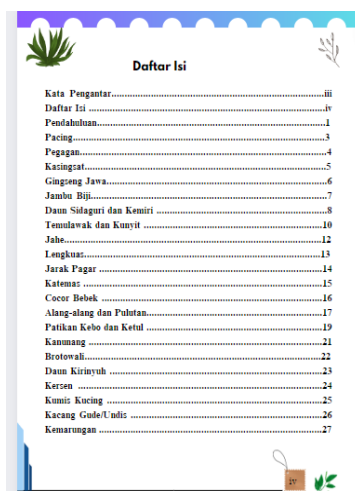 Daftar Isi
Kata Pengantar.....................................................iii
Daftar Isi .....................................................iv
Pendahuluan.....................................................1
Pacing.....................................................3
Pegagan.....................................................4
Kasingsat.....................................................5
Gingseng Jawa.....................................................6
Jambu Biji.....................................................7
Daun Sidaguri dan Kemiri .....................................................8
Temulawak dan Kunyit .....................................................10
Jahe.....................................................12
Lengkuas.....................................................13
Jarak Pagar .....................................................14
Katemas .....................................................15
Cocor Bebek .....................................................16
Alang-alang dan Pulutan.....................................................17
Patikan Kebo dan Ketul .....................................................19
Kanunang .....................................................21
Brotowali.....................................................22
Daun Kirinyuh .....................................................23
Kersen .....................................................24
Kumis Kucing .....................................................25
Kacang Gude/Undis .....................................................26
Kemarungan .....................................................27
iv